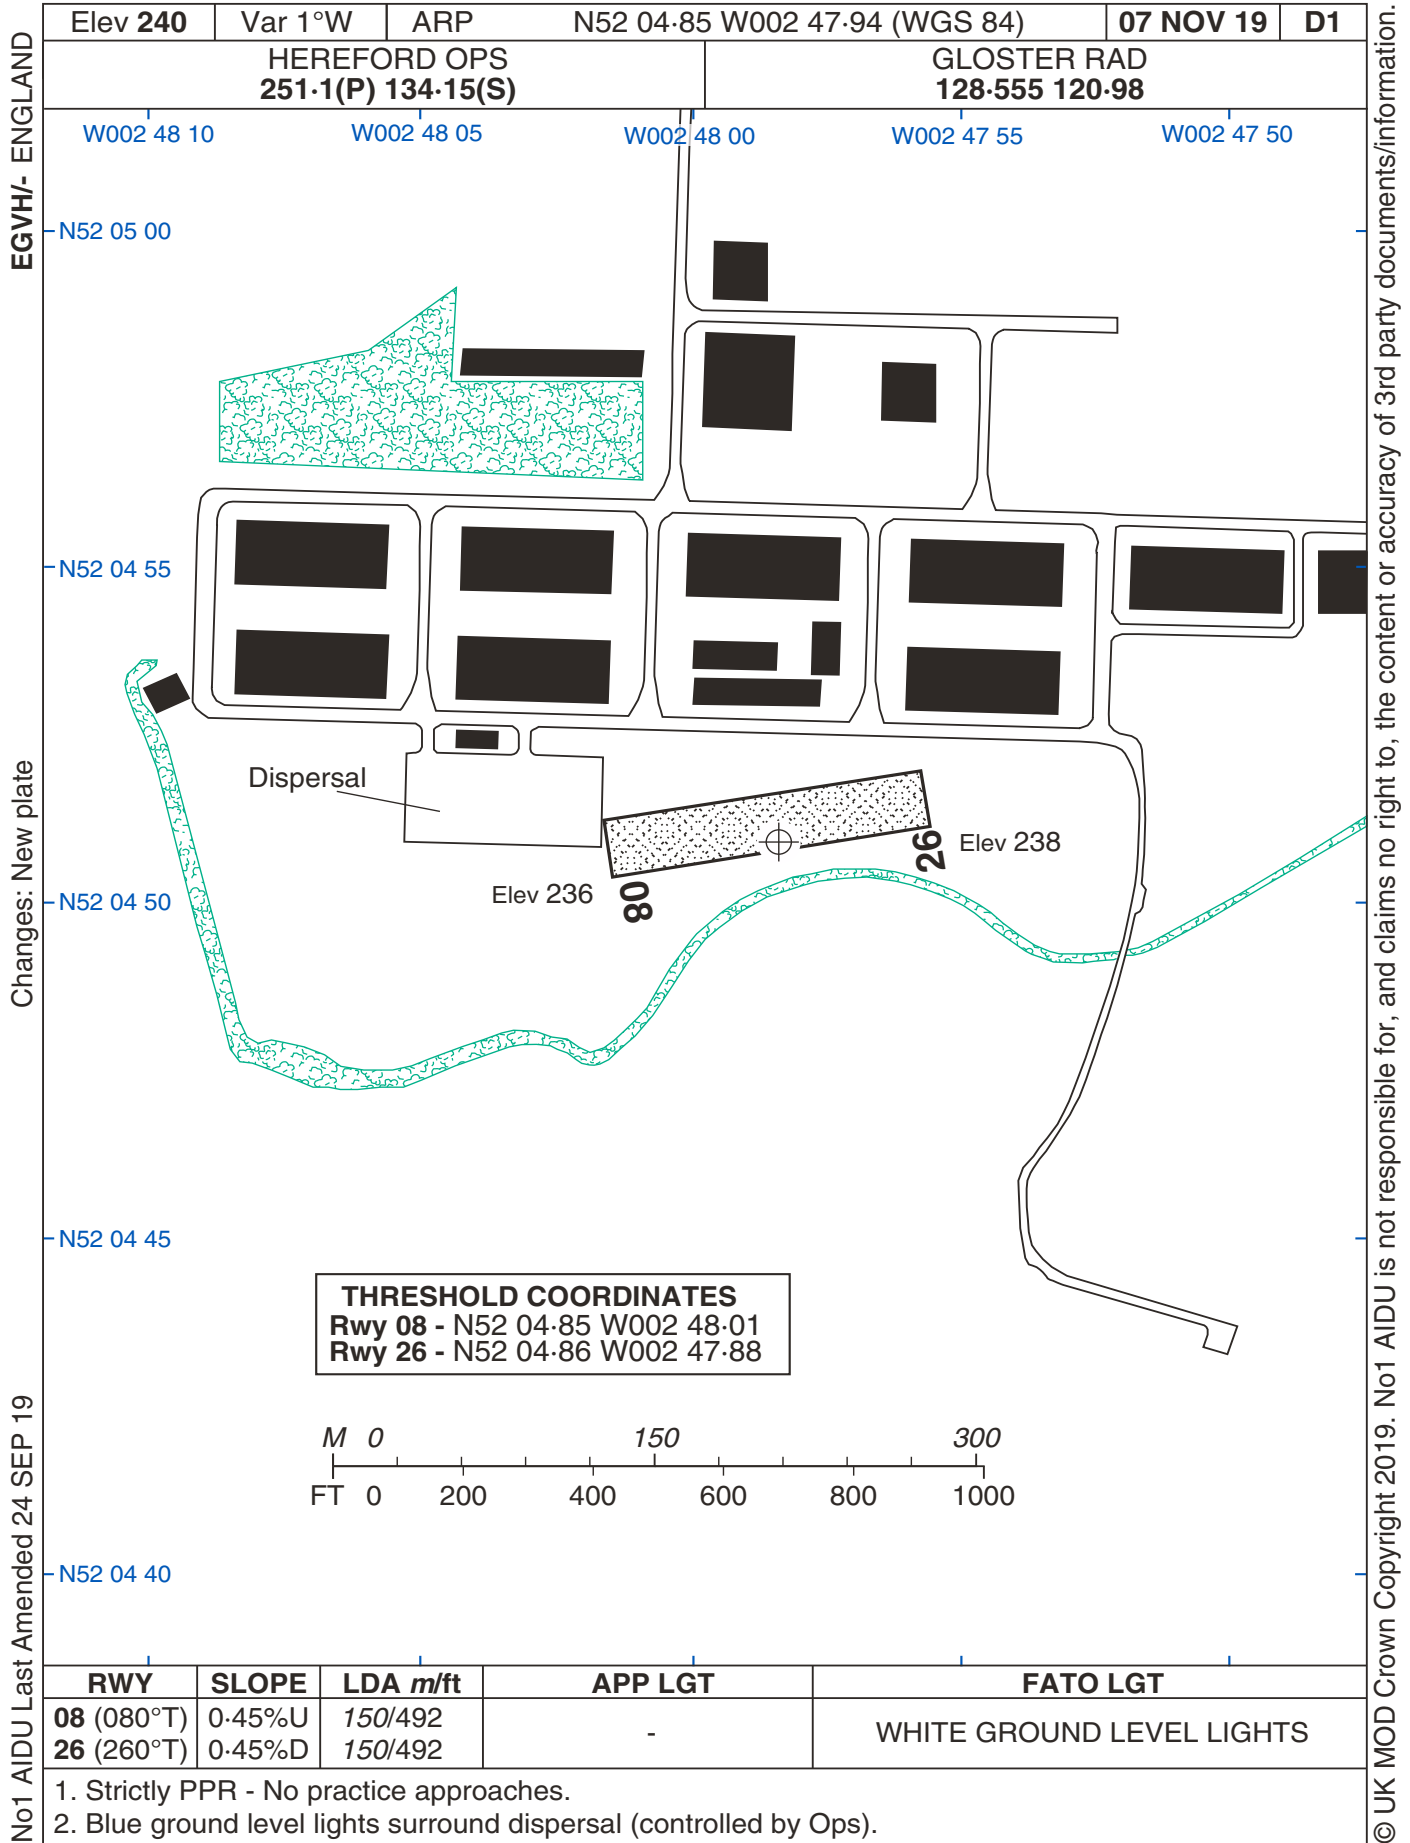 Elev 240 Var 1°W ARP N52 04·85 W002 47·94 (WGS 84) 07 NOV 19 D1
HEREFORD OPS
251·1(P) 134·15(S)
GLOSTER RAD
128·555 120·98
EGVH/- ENGLAND
Changes: New plate
No1 AIDU Last Amended 24 SEP 19
W002 48 10 W002 48 05 W002 48 00 W002 47 55 W002 47 50
N52 05 00
N52 04 55
Dispersal
Elev 238
26
Elev 236
08
N52 04 50
N52 04 45
THRESHOLD COORDINATES
Rwy 08 - N52 04·85 W002 48·01
Rwy 26 - N52 04·86 W002 47·88
M 0 150 300
FT 0 200 400 600 800 1000
N52 04 40
RWY SLOPE LDA m/ft APP LGT FATO LGT
08 (080°T) 0·45%U 150/492 - WHITE GROUND LEVEL LIGHTS
26 (260°T) 0·45%D 150/492
1. Strictly PPR - No practice approaches.
2. Blue ground level lights surround dispersal (controlled by Ops).
© UK MOD Crown Copyright 2019. No1 AIDU is not responsible for, and claims no right to, the content or accuracy of 3rd party documents/information.